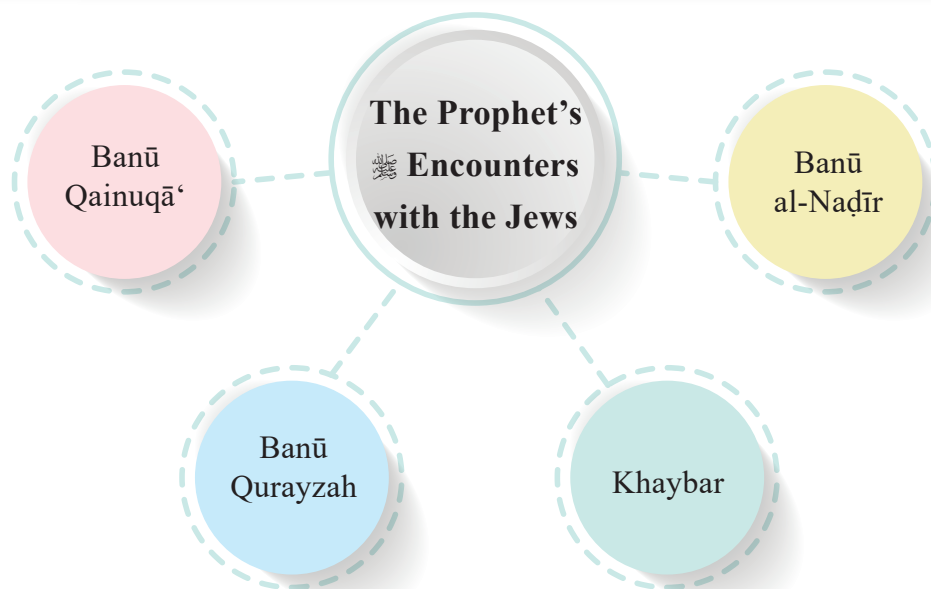 The Prophet’s
ﷺ Encounters
with the Jews
Banū
Qainuqā‘
Banū
al-Naḍīr
Banū
Qurayzah
Khaybar